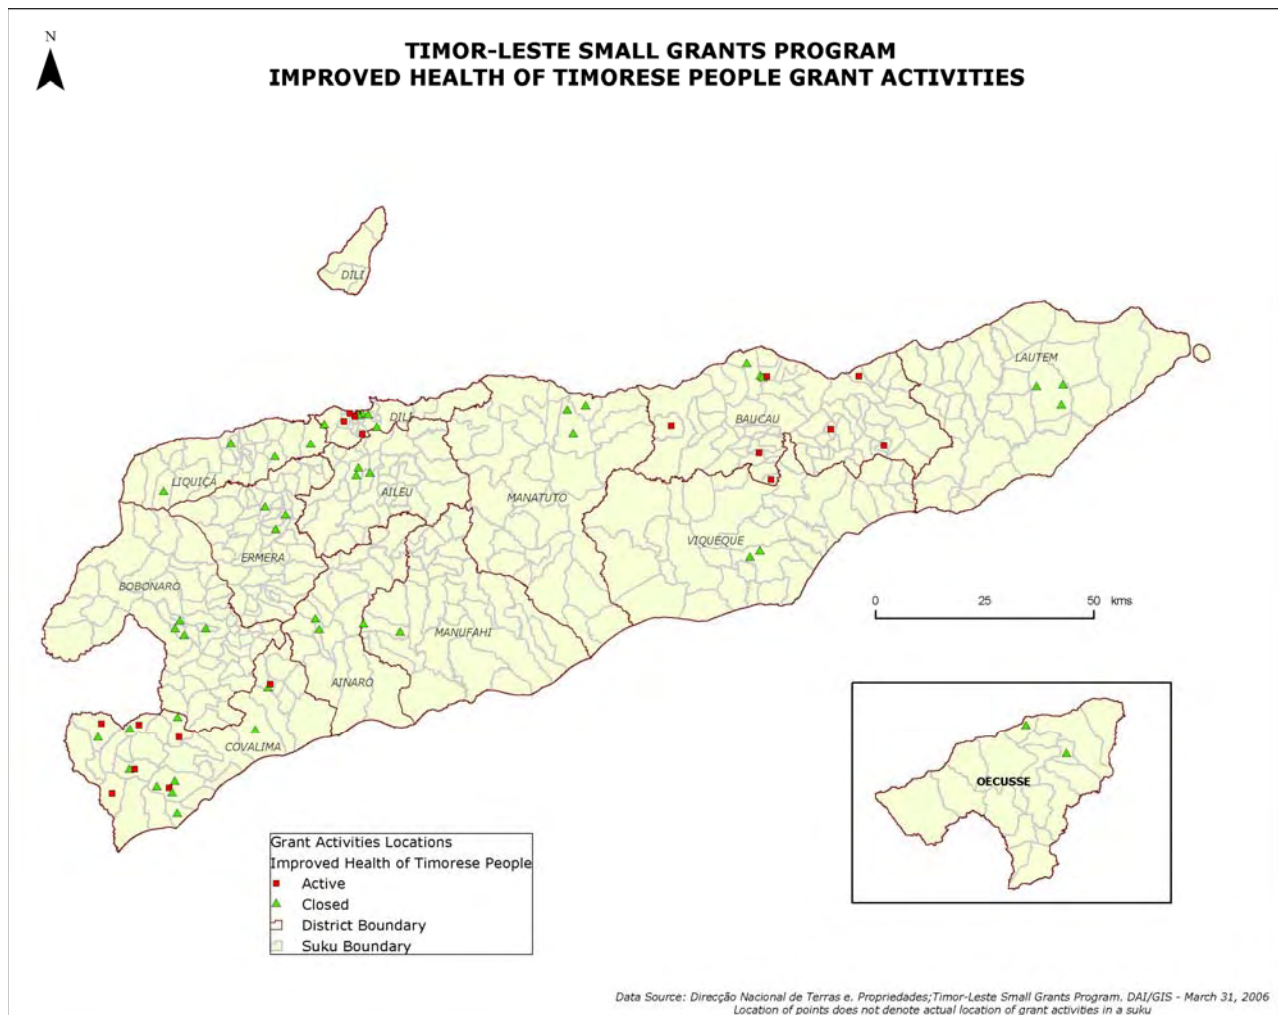 N
TIMOR-LESTE SMALL GRANTS PROGRAM
IMPROVED HEALTH OF TIMORESE PEOPLE GRANT ACTIVITIES
DILI
LAUTEM
DILI
BAUCAU
LIQUIÇÁ
AILEU
MANATUTO
VIQUEQUE
ERMERA
BOBONARO
0 25 50 kms
MANUFAHI
AINARO
COVALIMA
OECUSSE
Grant Activities Locations
Improved Health of Timorese People
Active
Closed
District Boundary
Suku Boundary
Data Source: Direcção Nacional de Terras e. Propriedades;Timor-Leste Small Grants Program. DAI/GIS - March 31, 2006
Location of points does not denote actual location of grant activities in a suku